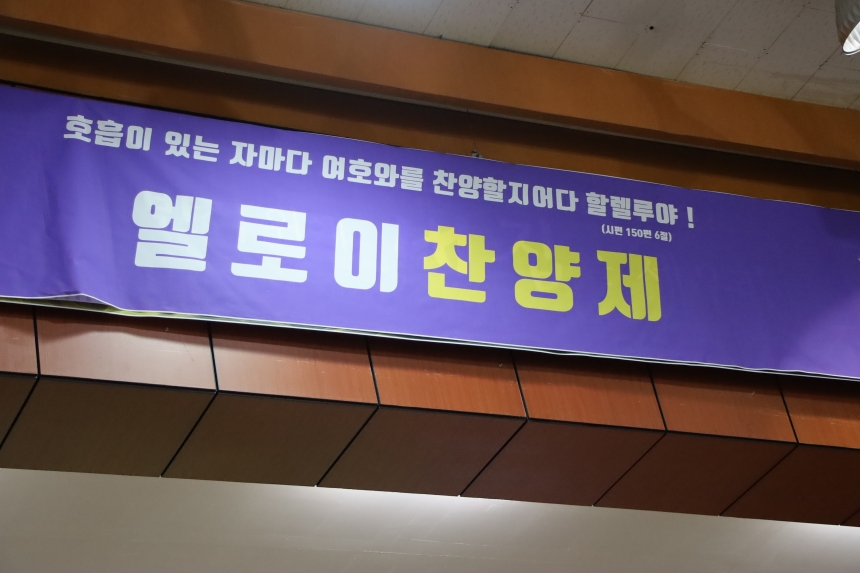 호흡이 있는 자마다 여호와를 찬양할지어다 할렐루야 !
(시편 150편 6절)
엘로이찬양제